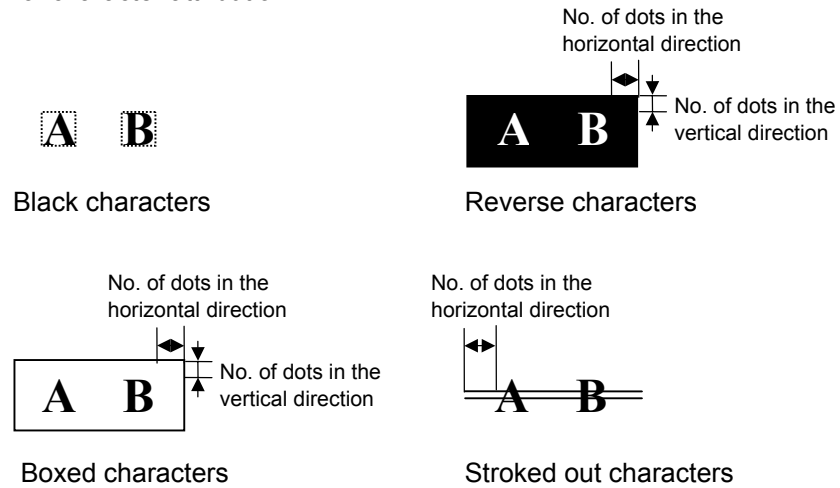 No. of dots in the
horizontal direction
A B
A B
No. of dots in the
vertical direction
Black characters
Reverse characters
No. of dots in the
horizontal direction
No. of dots in the
horizontal direction
A B
No. of dots in the
vertical direction
A B
Boxed characters
Stroked out characters